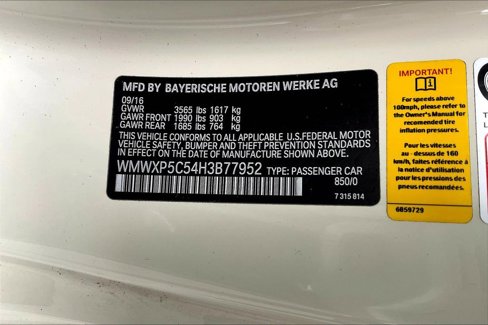 MFD BY BAYERISCHE MOTOREN WERKE AG
09/16
GVWR 3565 lbs 1617 kg
GAWR FRONT 1990 lbs 903 kg
GAWR REAR 1685 lbs 764 kg
THIS VEHICLE CONFORMS TO ALL APPLICABLE U.S.FEDERAL MOTOR
VEHICLE SAFETY, BUMPER AND THEFT PREVENTION STANDARDS
IN EFFECT ON THE DATE OF MANUFACTURE SHOWN ABOVE.
WMWXP5C54H3B77952 TYPE: PASSENGER CAR
850/0
7 315 814
IMPORTANT!
For speeds above
100mph, please refer to
the Owner's Manual for
recomended tire
inflation pressures.
Pour les vitesses
au - dessus de 160
km/h, faites référence à
la notice d'utilisation
pour les pressions des
pneus recommandées.
6859729